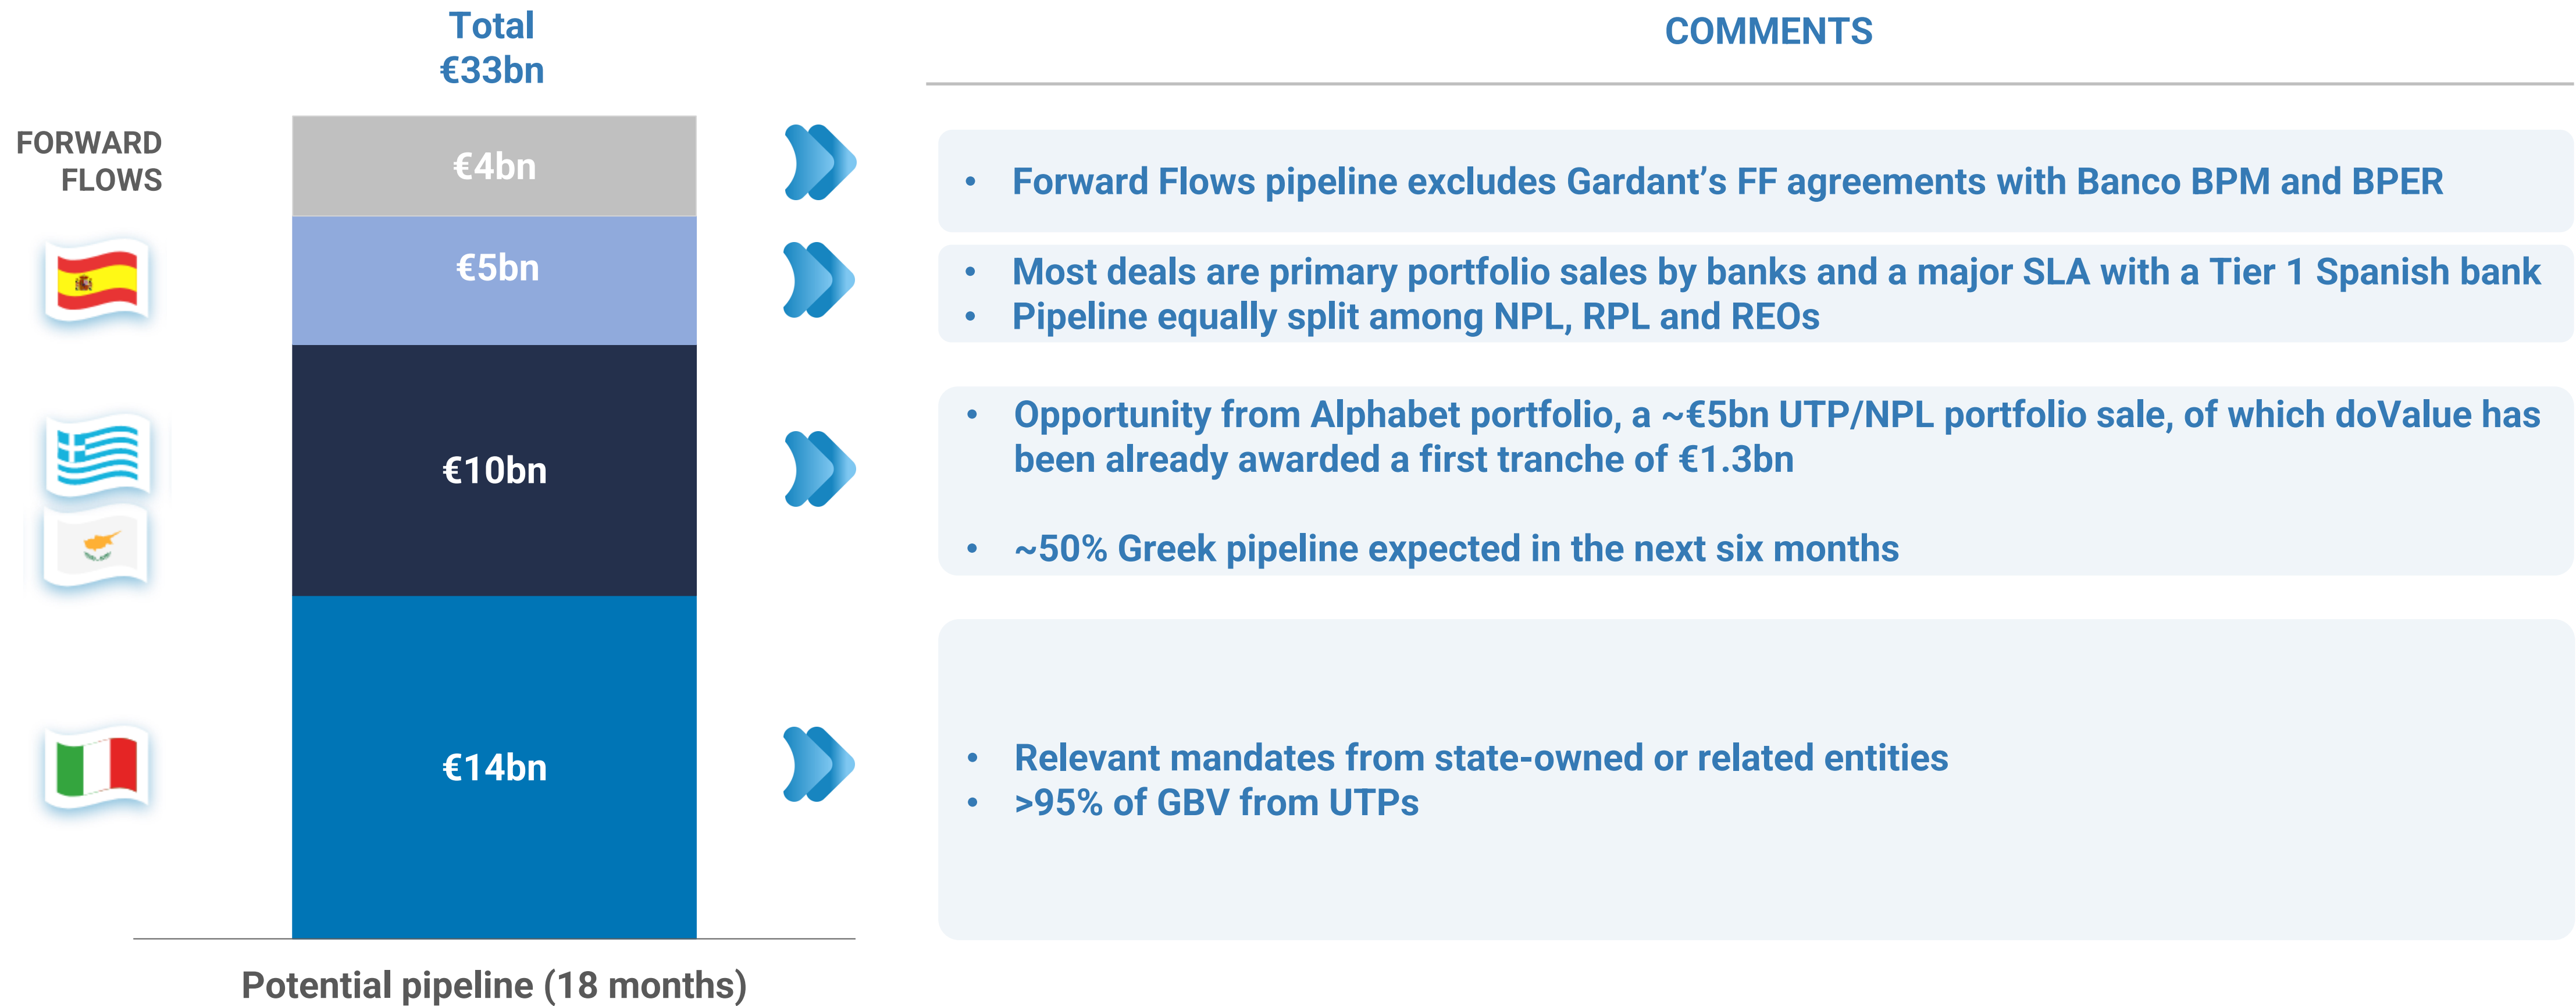 Total
€33bn
COMMENTS
FORWARD
FLOWS
€4bn
• Forward Flows pipeline excludes Gardant’s FF agreements with Banco BPM and BPER
€5bn
• Most deals are primary portfolio sales by banks and a major SLA with a Tier 1 Spanish bank
• Pipeline equally split among NPL, RPL and REOs
€10bn
• Opportunity from Alphabet portfolio, a ~€5bn UTP/NPL portfolio sale, of which doValue has
been already awarded a first tranche of €1.3bn
• ~50% Greek pipeline expected in the next six months
€14bn
• Relevant mandates from state-owned or related entities
• >95% of GBV from UTPs
Potential pipeline (18 months)